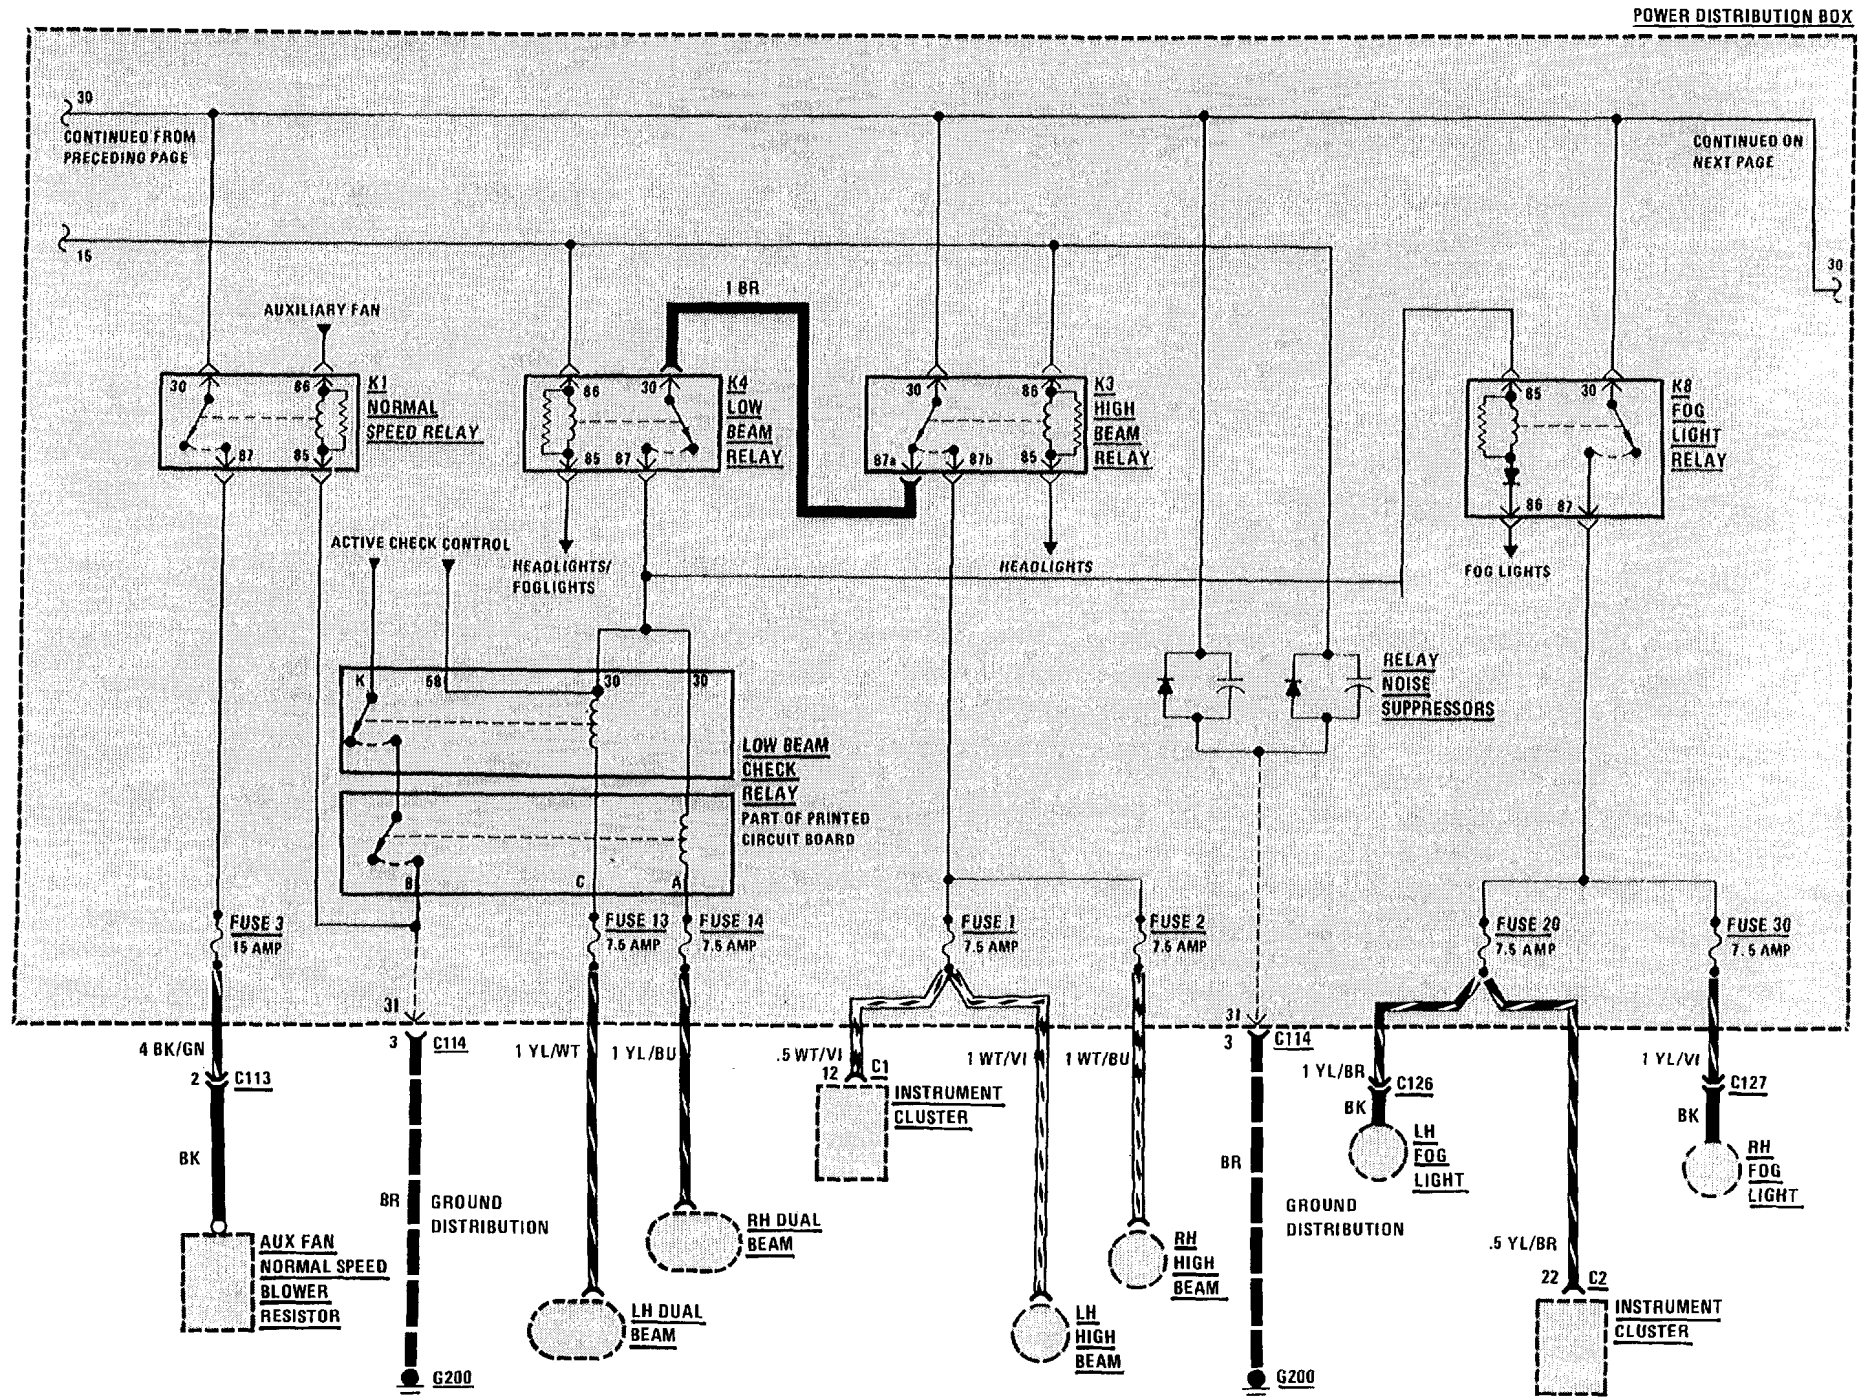 POWER DISTRIBUTION BOX
30
CONTINUED FROM
PRECEDING PAGE
CONTINUED ON
NEXT PAGE
15
30
1 BR
AUXILIARY FAN
30
86
87
85
K1
NORMAL
SPEED RELAY
86
30
85
87
K4
LOW
BEAM
RELAY
30
86
87a
87b
85
K3
HIGH
BEAM
RELAY
85
30
86
87
K8
FOG
LIGHT
RELAY
ACTIVE CHECK CONTROL
HEADLIGHTS/
FOGLIGHTS
HEADLIGHTS
FOG LIGHTS
K
58
30
30
LOW BEAM
CHECK
RELAY
PART OF PRINTED
CIRCUIT BOARD
B
C
A
RELAY
NOISE
SUPPRESSORS
FUSE 3
15 AMP
FUSE 13
7.5 AMP
FUSE 14
7.5 AMP
FUSE 1
7.5 AMP
FUSE 2
7.5 AMP
FUSE 20
7.5 AMP
FUSE 30
7.5 AMP
31
31
4 BK/GN
3
C114
1 YL/WT
1 YL/BU
.5 WT/VI
12
C1
1 WT/VI
1 WT/BU
3
C114
1 YL/BR
C126
1 YL/VI
C127
2
C113
INSTRUMENT
CLUSTER
BK
LH
FOG
LIGHT
BK
RH
FOG
LIGHT
BK
BR
GROUND
DISTRIBUTION
BR
GROUND
DISTRIBUTION
AUX FAN
NORMAL SPEED
BLOWER
RESISTOR
RH DUAL
BEAM
RH
HIGH
BEAM
.5 YL/BR
22
C2
INSTRUMENT
CLUSTER
LH DUAL
BEAM
LH
HIGH
BEAM
G200
G200